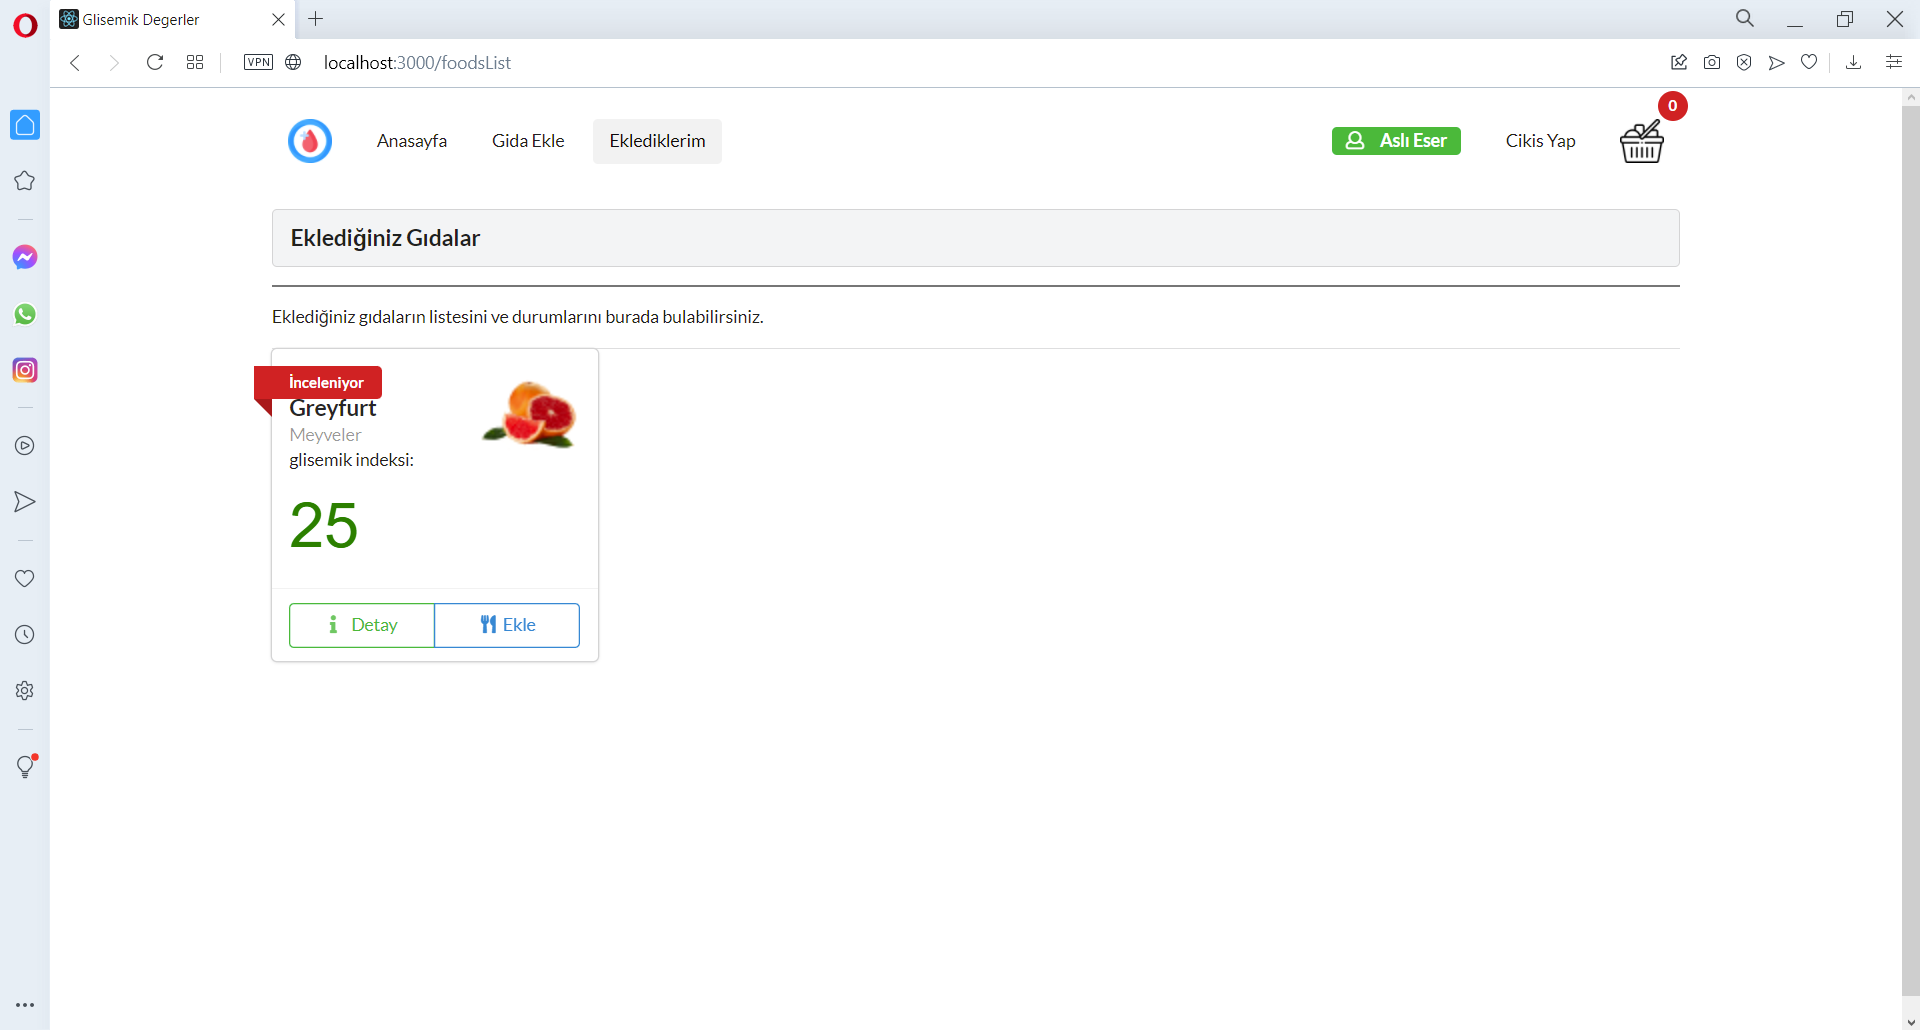 Glisemik Degerler
VPN
localhost:3000/foodsList
0
Anasayfa
Gida Ekle
Eklediklerim
Aslı Eser
Cikis Yap
Eklediğiniz Gıdalar
Eklediğiniz gıdaların listesini ve durumlarını burada bulabilirsiniz.
İnceleniyor
Greyfurt
Meyveler
glisemik indeksi:
25
Detay
Ekle